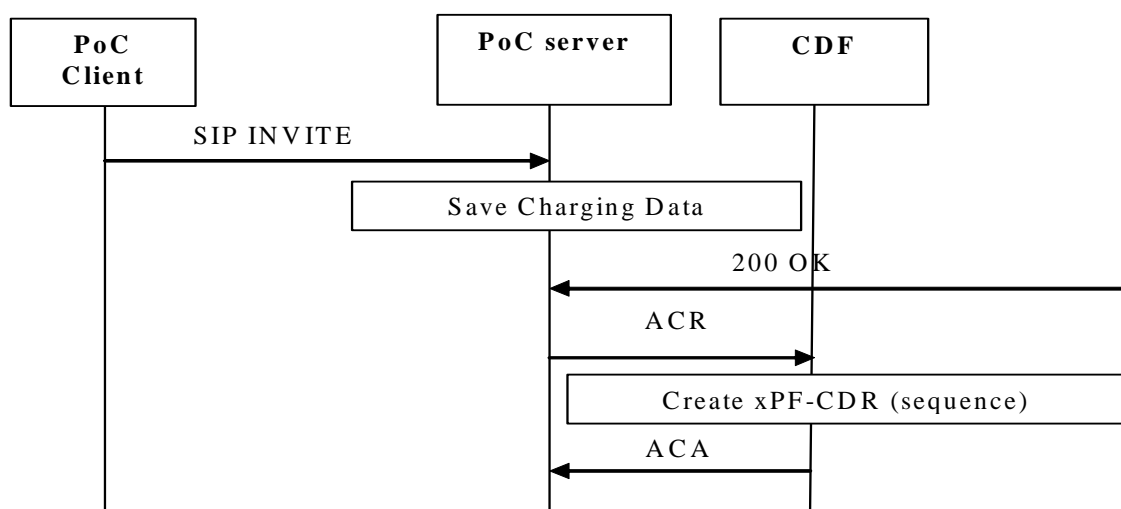 PoC
Client
PoC server
CDF
SIP INVITE
Save Charging Data
200 OK
ACR
Create xPF-CDR (sequence)
ACA